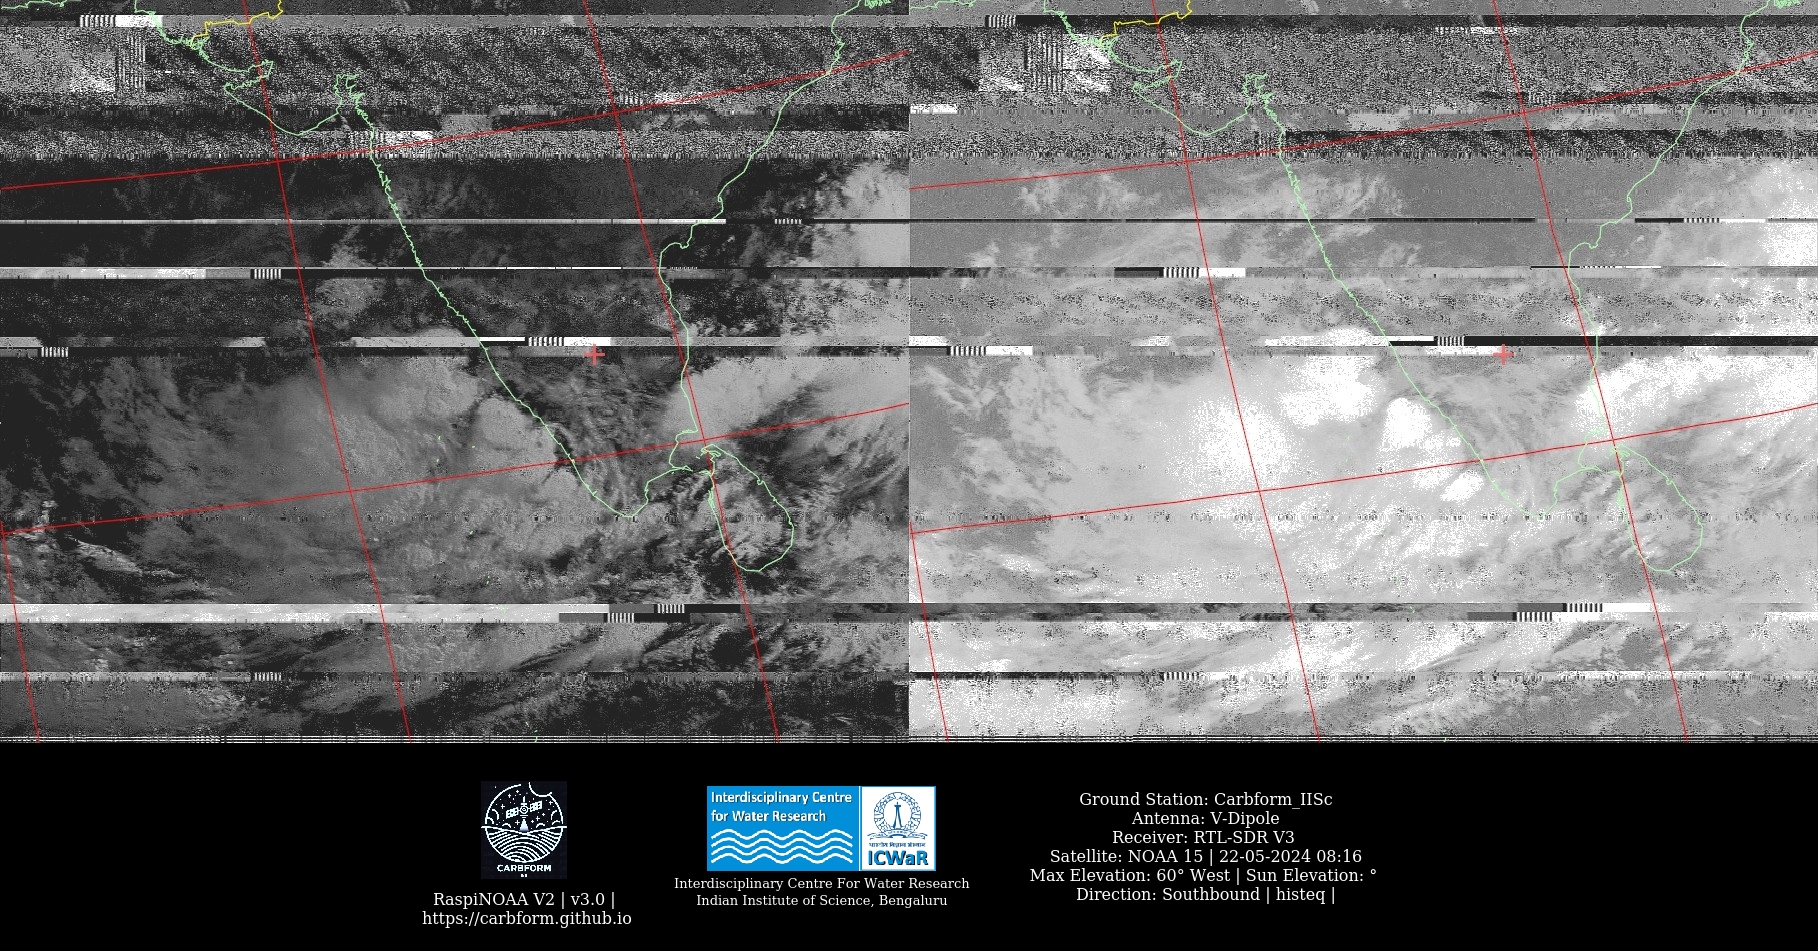 CARBFORM
RaspiNOAA V2 | v3.0 |
https://carbform.github.io
Interdisciplinary Centre
for Water Research
ICWaR
Interdisciplinary Centre For Water Research
Indian Institute of Science, Bengaluru
Ground Station: Carbform_IISc
Antenna: V-Dipole
Receiver: RTL-SDR V3
Satellite: NOAA 15 | 22-05-2024 08:16
Max Elevation: 60° West | Sun Elevation: °
Direction: Southbound | histeq |